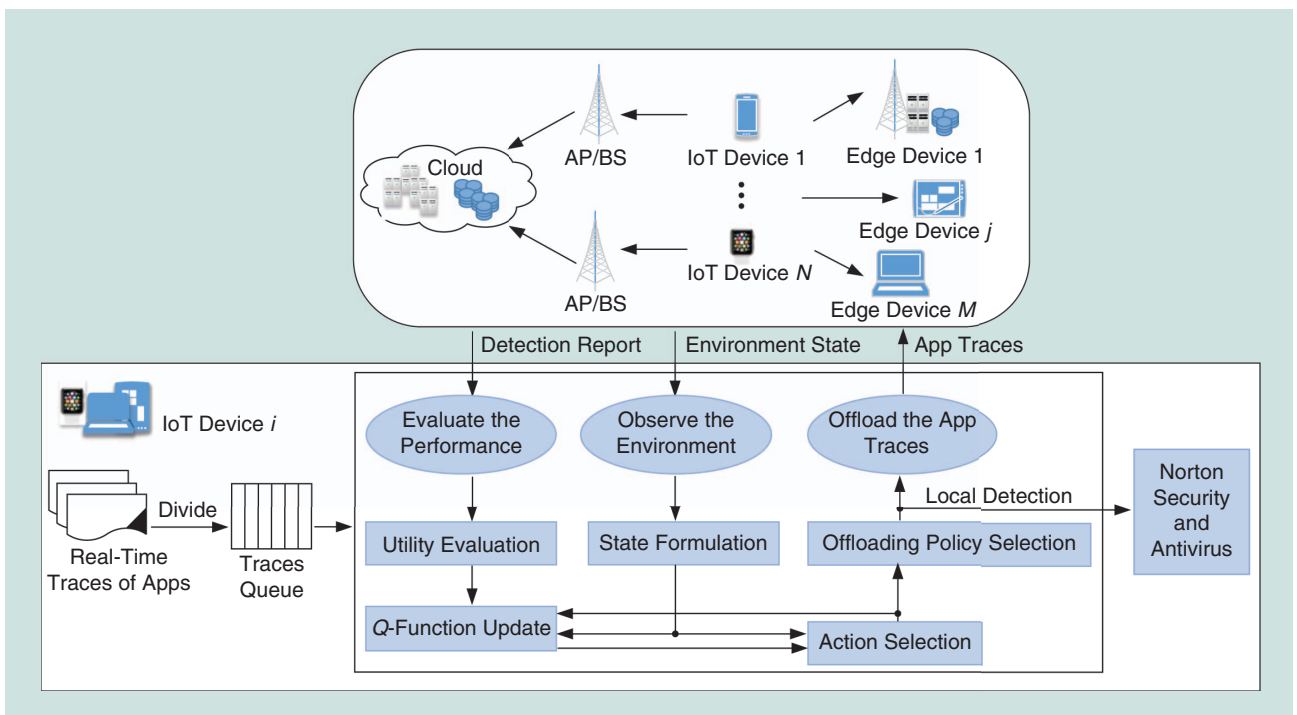 Cloud
AP/BS
IoT Device 1
Edge Device 1
Edge Device j
AP/BS
IoT Device N
Edge Device M
Detection Report
Environment State
App Traces
IoT Device i
Evaluate the
Performance
Observe the
Environment
Offload the App
Traces
Real-Time
Traces of Apps
Divide
Traces
Queue
Local Detection
Norton
Security
and
Antivirus
Utility Evaluation
State Formulation
Offloading Policy Selection
Q-Function Update
Action Selection